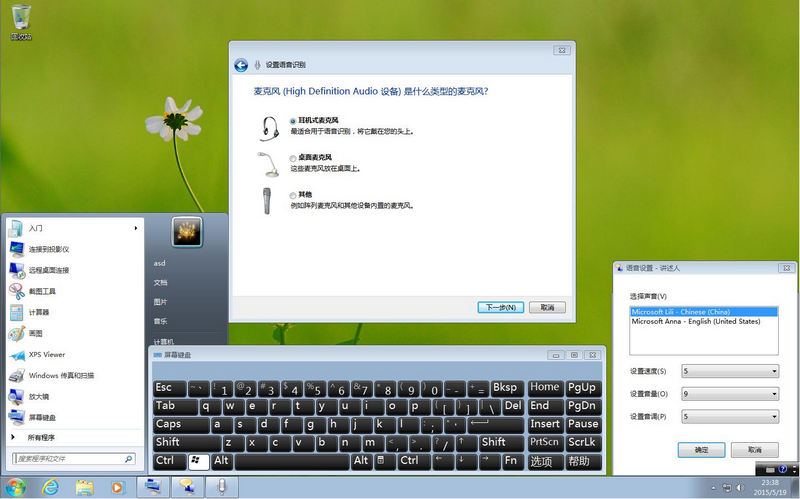 回收站
设置语音识别
麦克风 (High Definition Audio 设备) 是什么类型的麦克风?
耳机式麦克风
最适合用于语音识别，将它戴在您的头上。
桌面麦克风
这些麦克风放在桌面上。
其他
例如阵列麦克风和其他设备内置的麦克风。
下一步(N)
取消
入门
连接到投影仪
远程桌面连接
截图工具
计算器
画图
XPS Viewer
Windows 传真和扫描
放大镜
屏幕键盘
所有程序
搜索程序和文件
asd
文档
图片
音乐
计算机
屏幕键盘
Esc ~ ` ! 1 @ 2 # 3 $ 4 % 5 ^ 6 & 7 * 8 ( 9 ) 0 _ - + = Bksp Home PgUp
Tab q w e r t y u i o p { [ } ] | \ Del End PgDn
Caps a s d f g h j k l : ; " ' Insert Pause
Shift z x c v b n m < , > . ? / ↑ Shift PrtScn ScrLk
Ctrl Alt Alt Ctrl ← ↓ → Fn 选项 帮助
语音设置 - 讲述人
选择声音(V)
Microsoft Lili - Chinese (China)
Microsoft Anna - English (United States)
设置速度(S) 5
设置音量(O) 9
设置音调(P) 5
确定
取消
23:38
2015/5/19